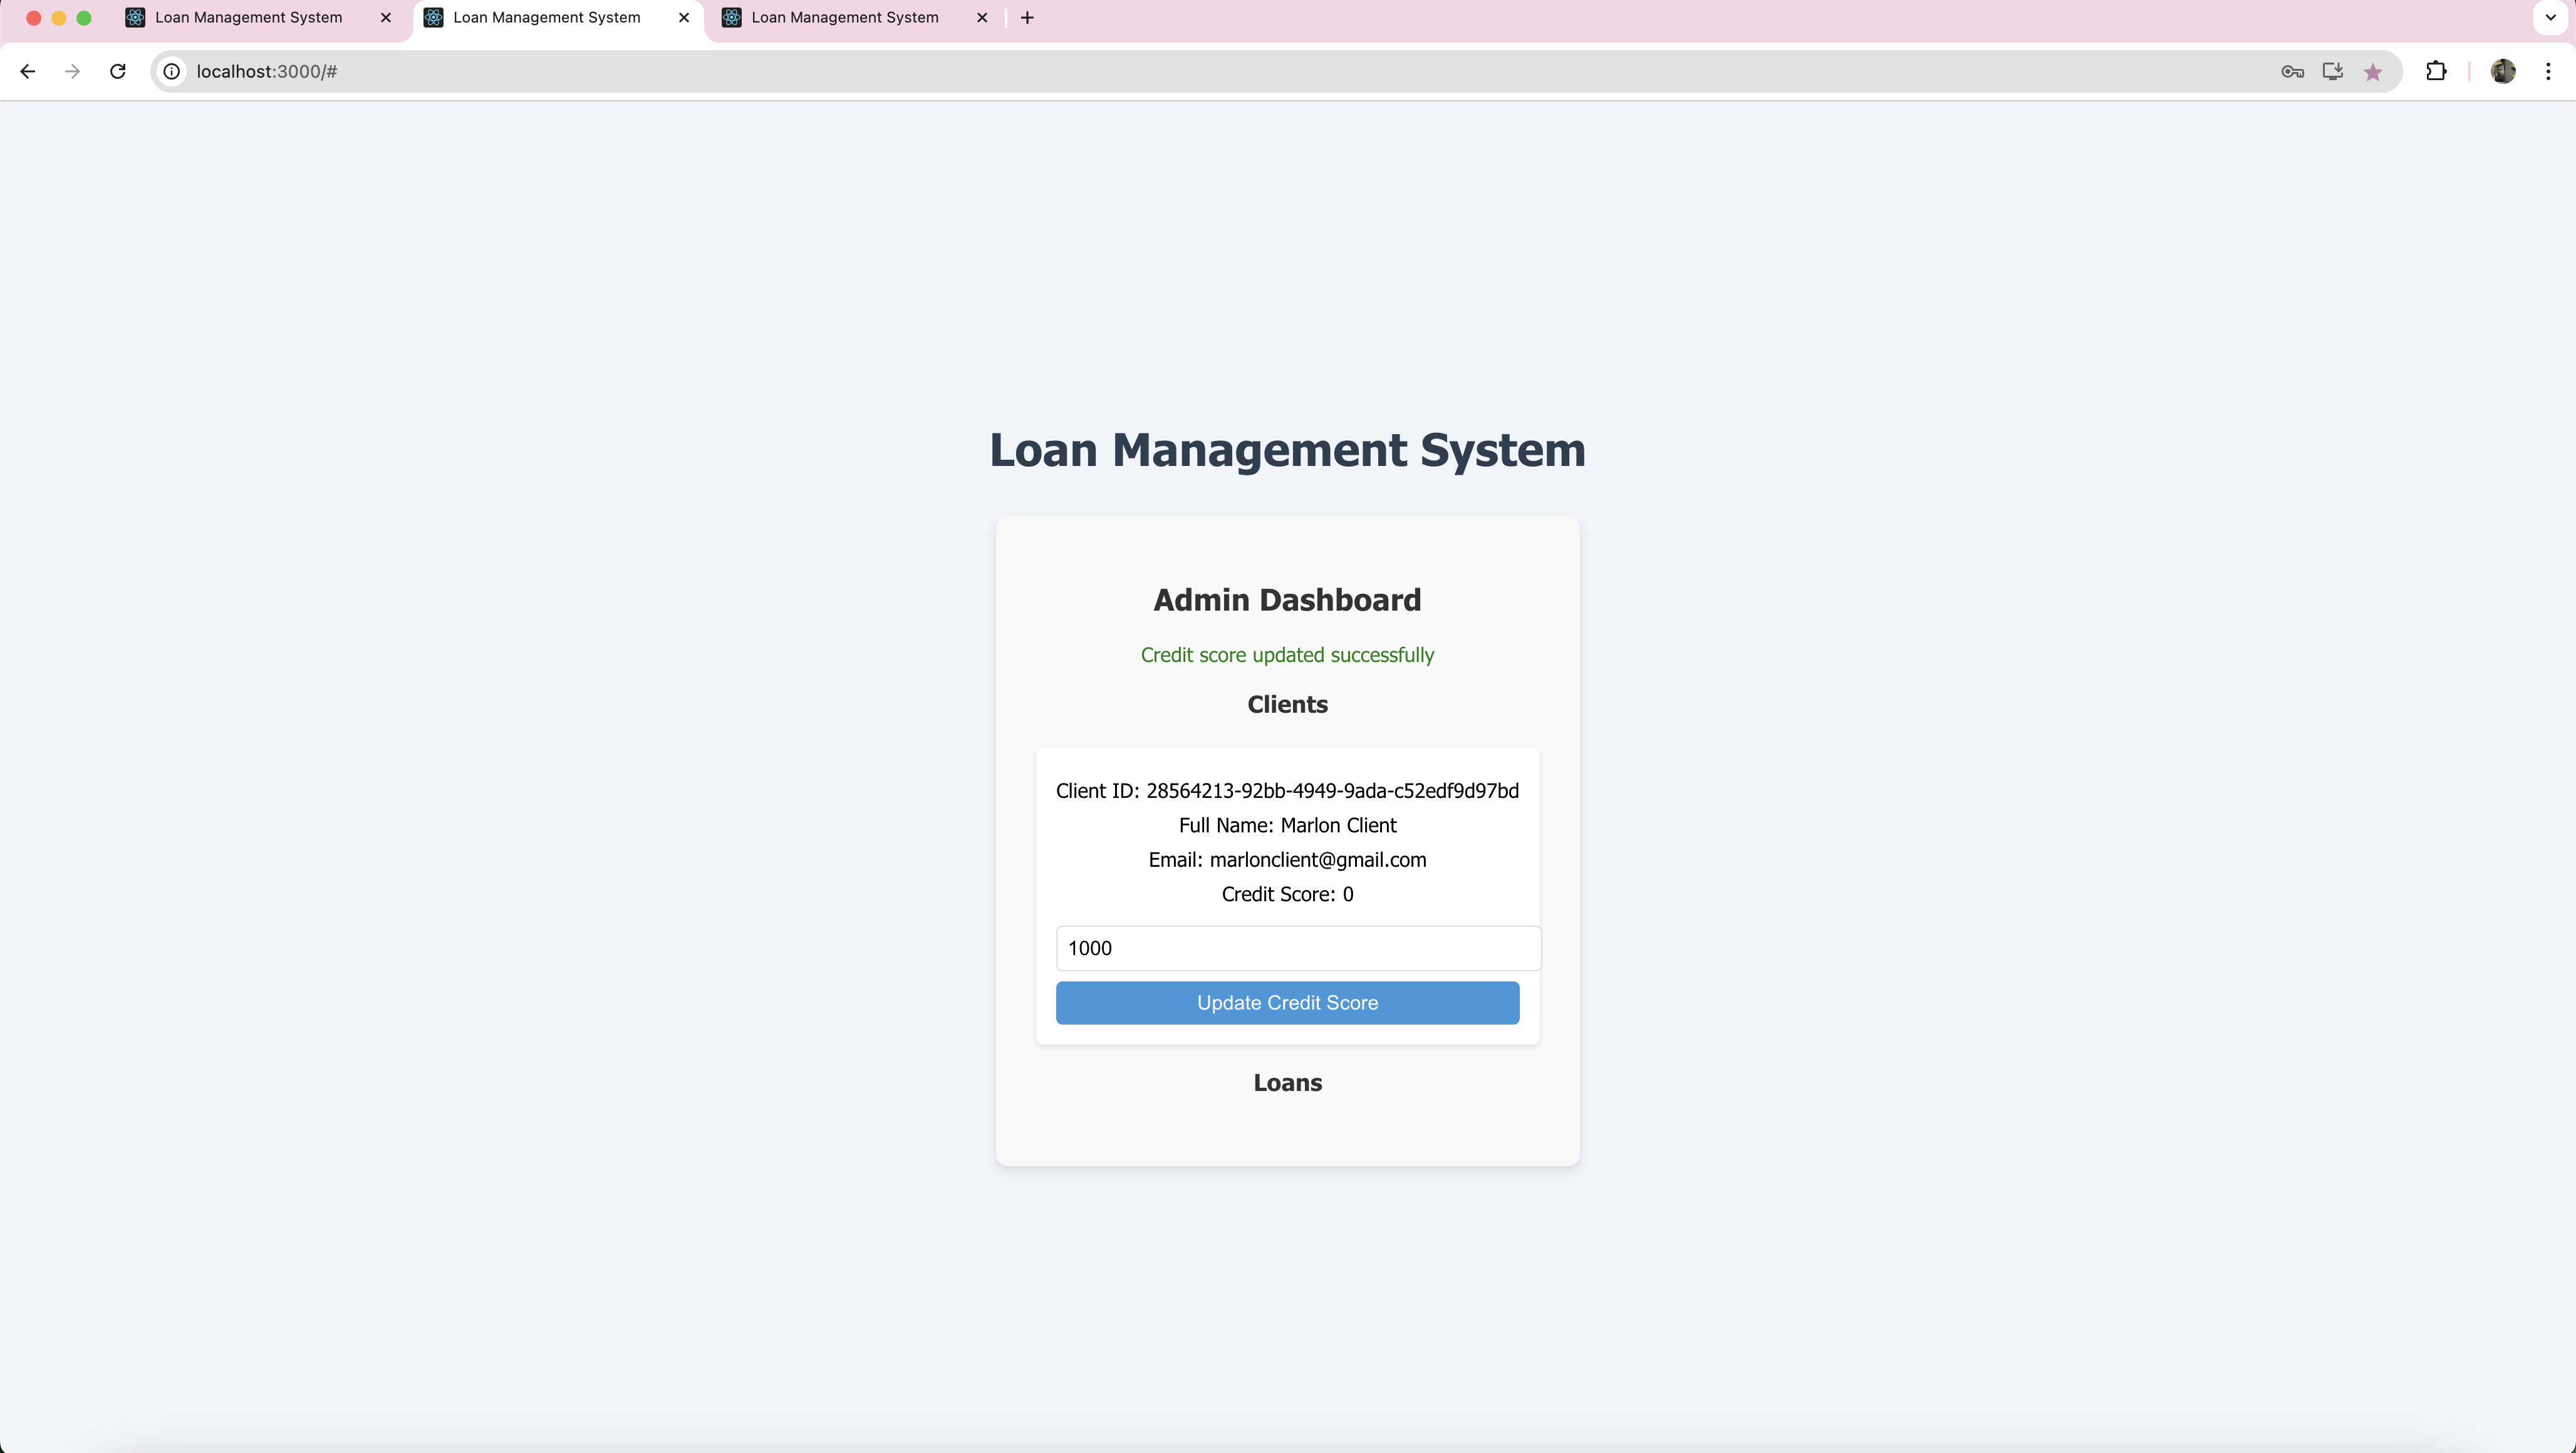 Loan Management System
Loan Management System
Loan Management System
localhost:3000/#
Loan Management System
Admin Dashboard
Credit score updated successfully
Clients
Client ID: 28564213-92bb-4949-9ada-c52edf9d97bd
Full Name: Marlon Client
Email: marlonclient@gmail.com
Credit Score: 0
1000
Update Credit Score
Loans